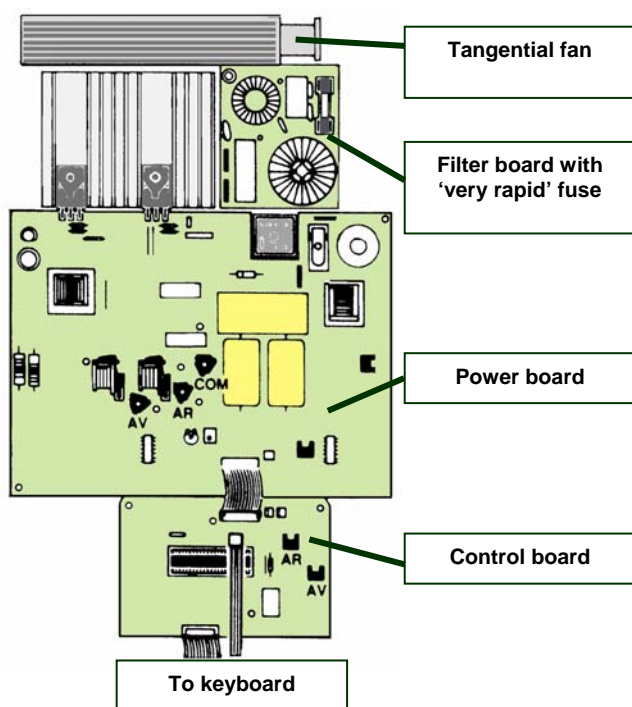 Tangential fan
Filter board with
‘very rapid’ fuse
COM
AR
AV
Power board
AR
AV
Control board
To keyboard